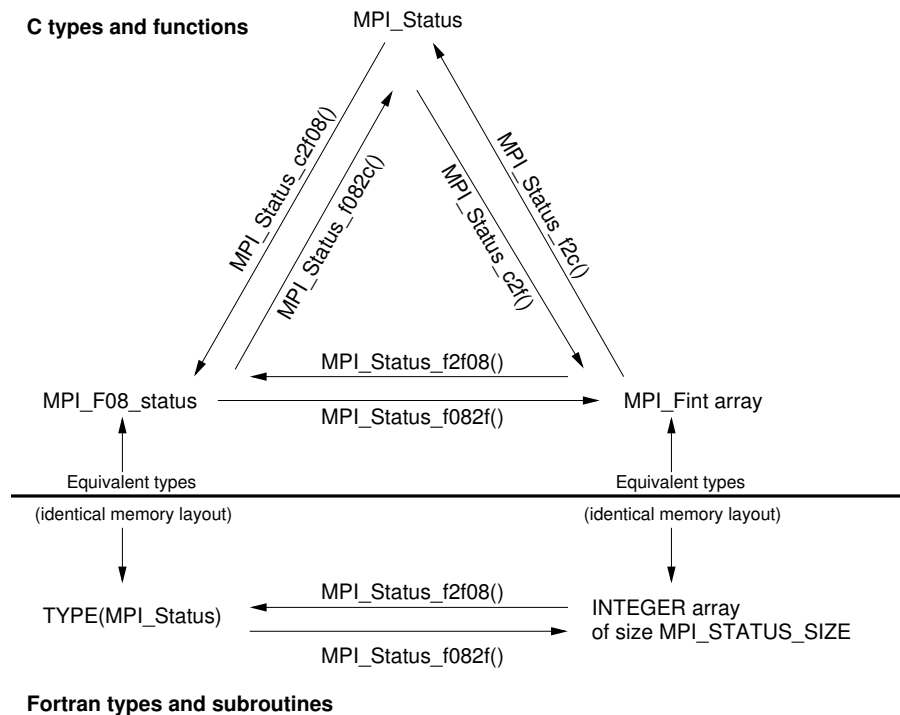 C types and functions
MPI_Status
MPI_Status_c2f08()
MPI_Status_f082c()
MPI_Status_c2f()
MPI_Status_f2c()
MPI_Status_f2f08()
MPI_F08_status
MPI_Status_f082f()
MPI_Fint array
Equivalent types
Equivalent types
(identical memory layout)
(identical memory layout)
MPI_Status_f2f08()
TYPE(MPI_Status)
INTEGER array
of size MPI_STATUS_SIZE
MPI_Status_f082f()
Fortran types and subroutines